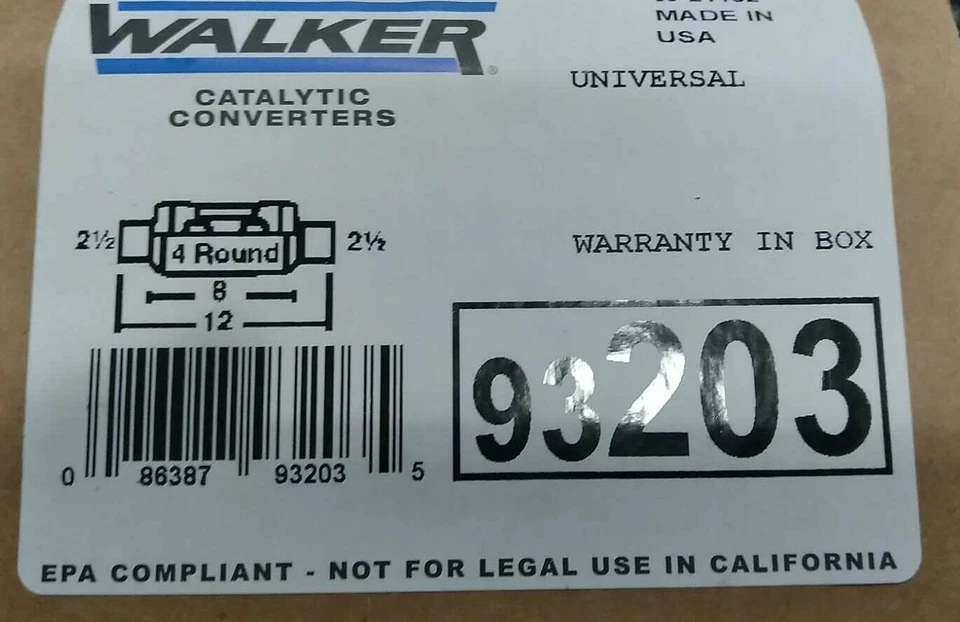 WALKER®
CATALYTIC
CONVERTERS
MADE IN
USA
UNIVERSAL
2½ 4 Round 2½
8
12
WARRANTY IN BOX
93203
0 86387 93203 5
EPA COMPLIANT - NOT FOR LEGAL USE IN CALIFORNIA